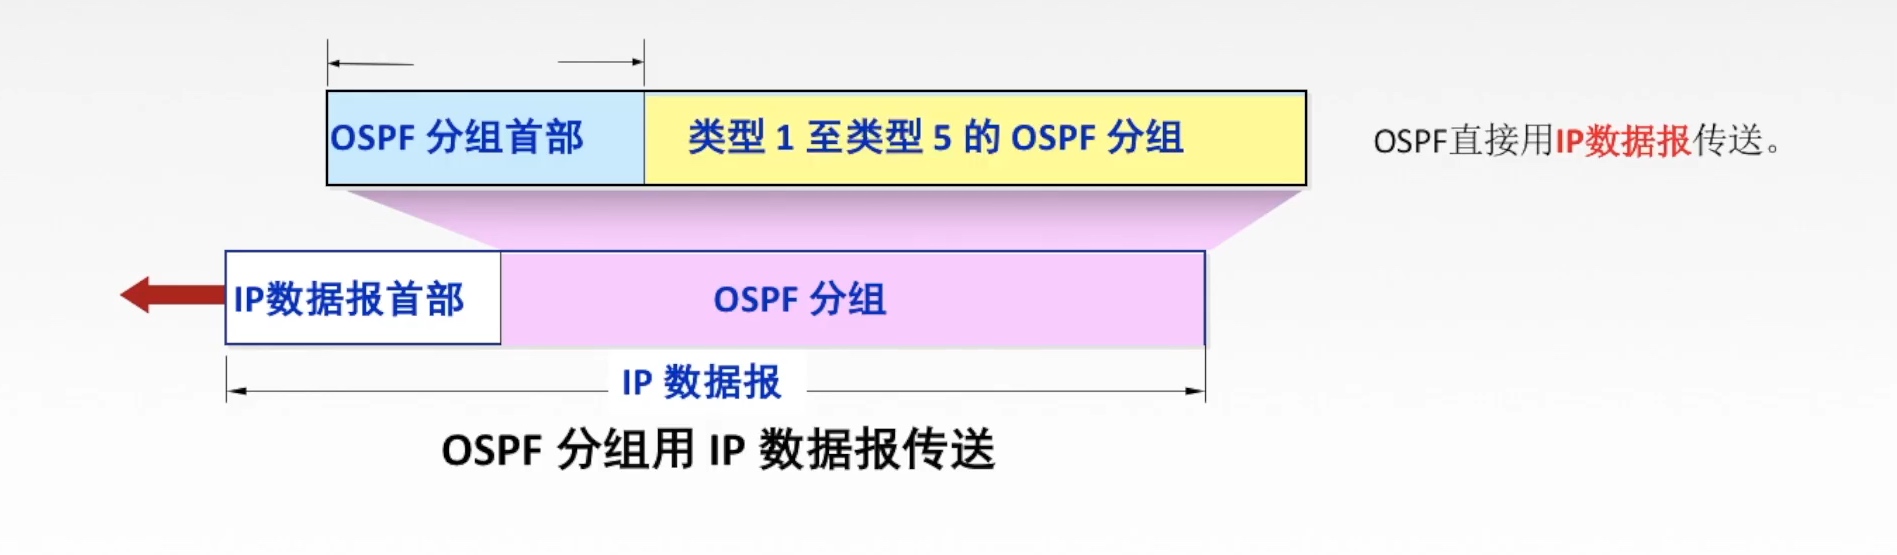 OSPF 分组首部
类型 1 至类型 5 的 OSPF 分组
OSPF直接用IP数据报传送。
IP数据报首部
OSPF 分组
IP 数据报
OSPF 分组用 IP 数据报传送